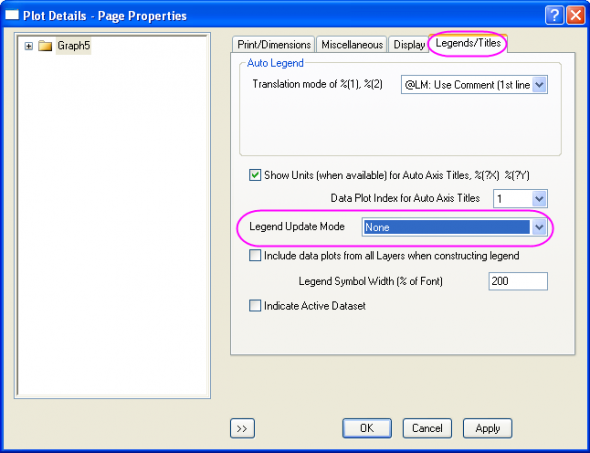 Plot Details - Page Properties
Graph5
Print/Dimensions Miscellaneous Display Legends/Titles
Auto Legend
Translation mode of %(1), %(2) @LM: Use Comment (1st line
Show Units (when available) for Auto Axis Titles, %(?X) %(?Y)
Data Plot Index for Auto Axis Titles 1
Legend Update Mode None
Include data plots from all Layers when constructing legend
Legend Symbol Width (% of Font) 200
Indicate Active Dataset
>> OK Cancel Apply